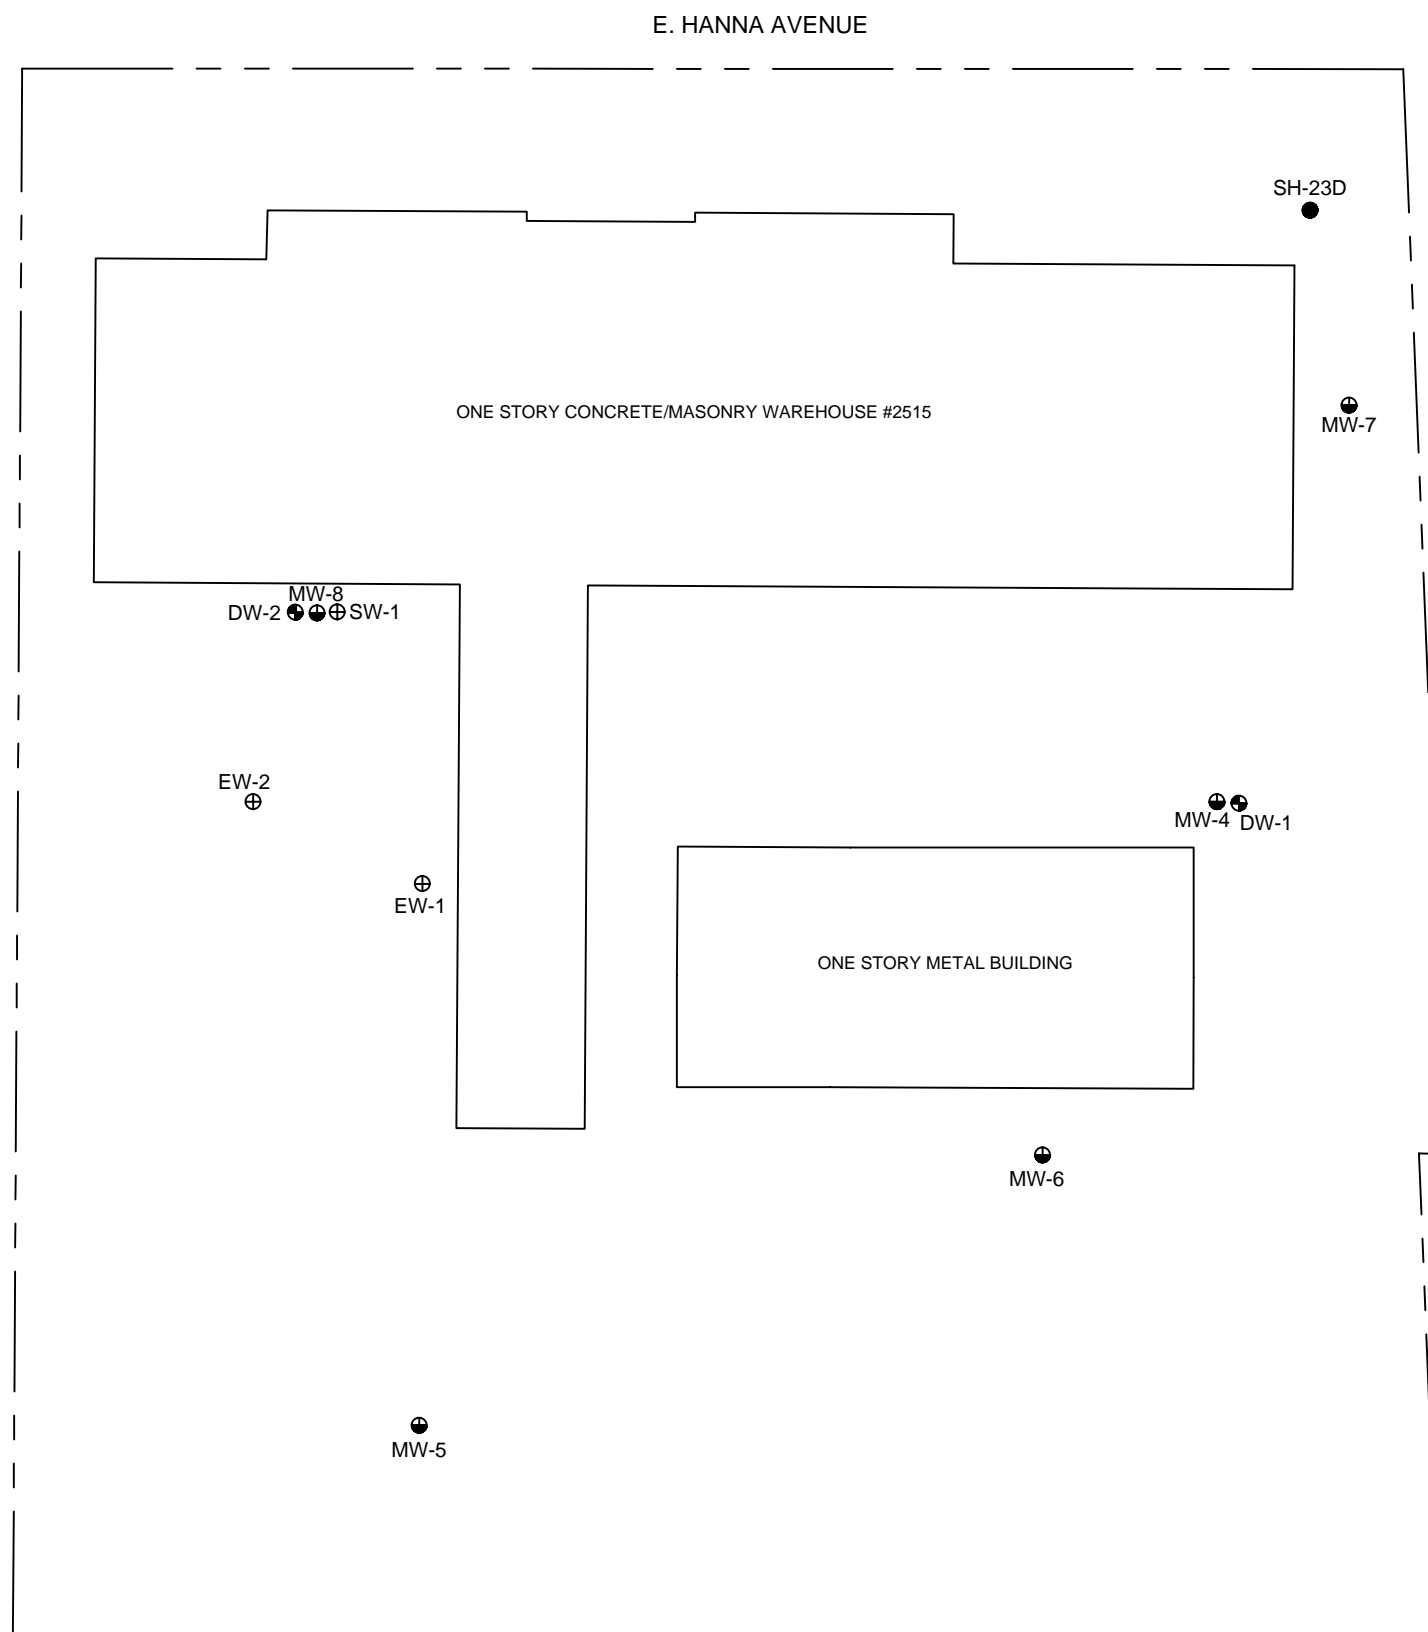 E. HANNA AVENUE
SH-23D
ONE STORY CONCRETE/MASONRY WAREHOUSE #2515
MW-7
MW-8
DW-2
SW-1
EW-2
MW-4
DW-1
EW-1
ONE STORY METAL BUILDING
MW-6
MW-5